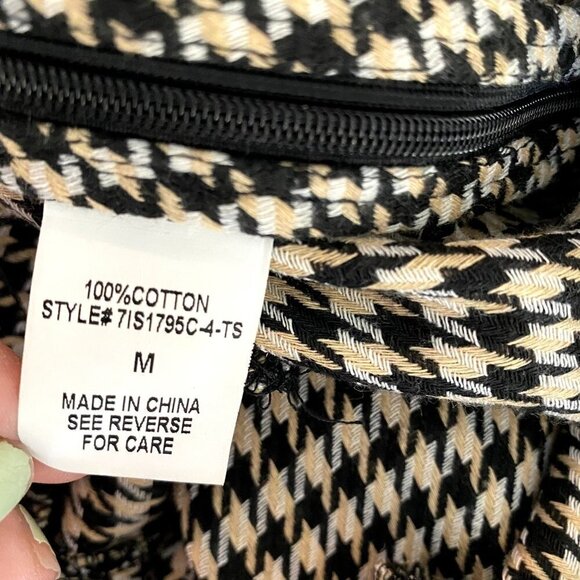 100%COTTON
STYLE# 7IS1795C-4-TS
M
MADE IN CHINA
SEE REVERSE
FOR CARE